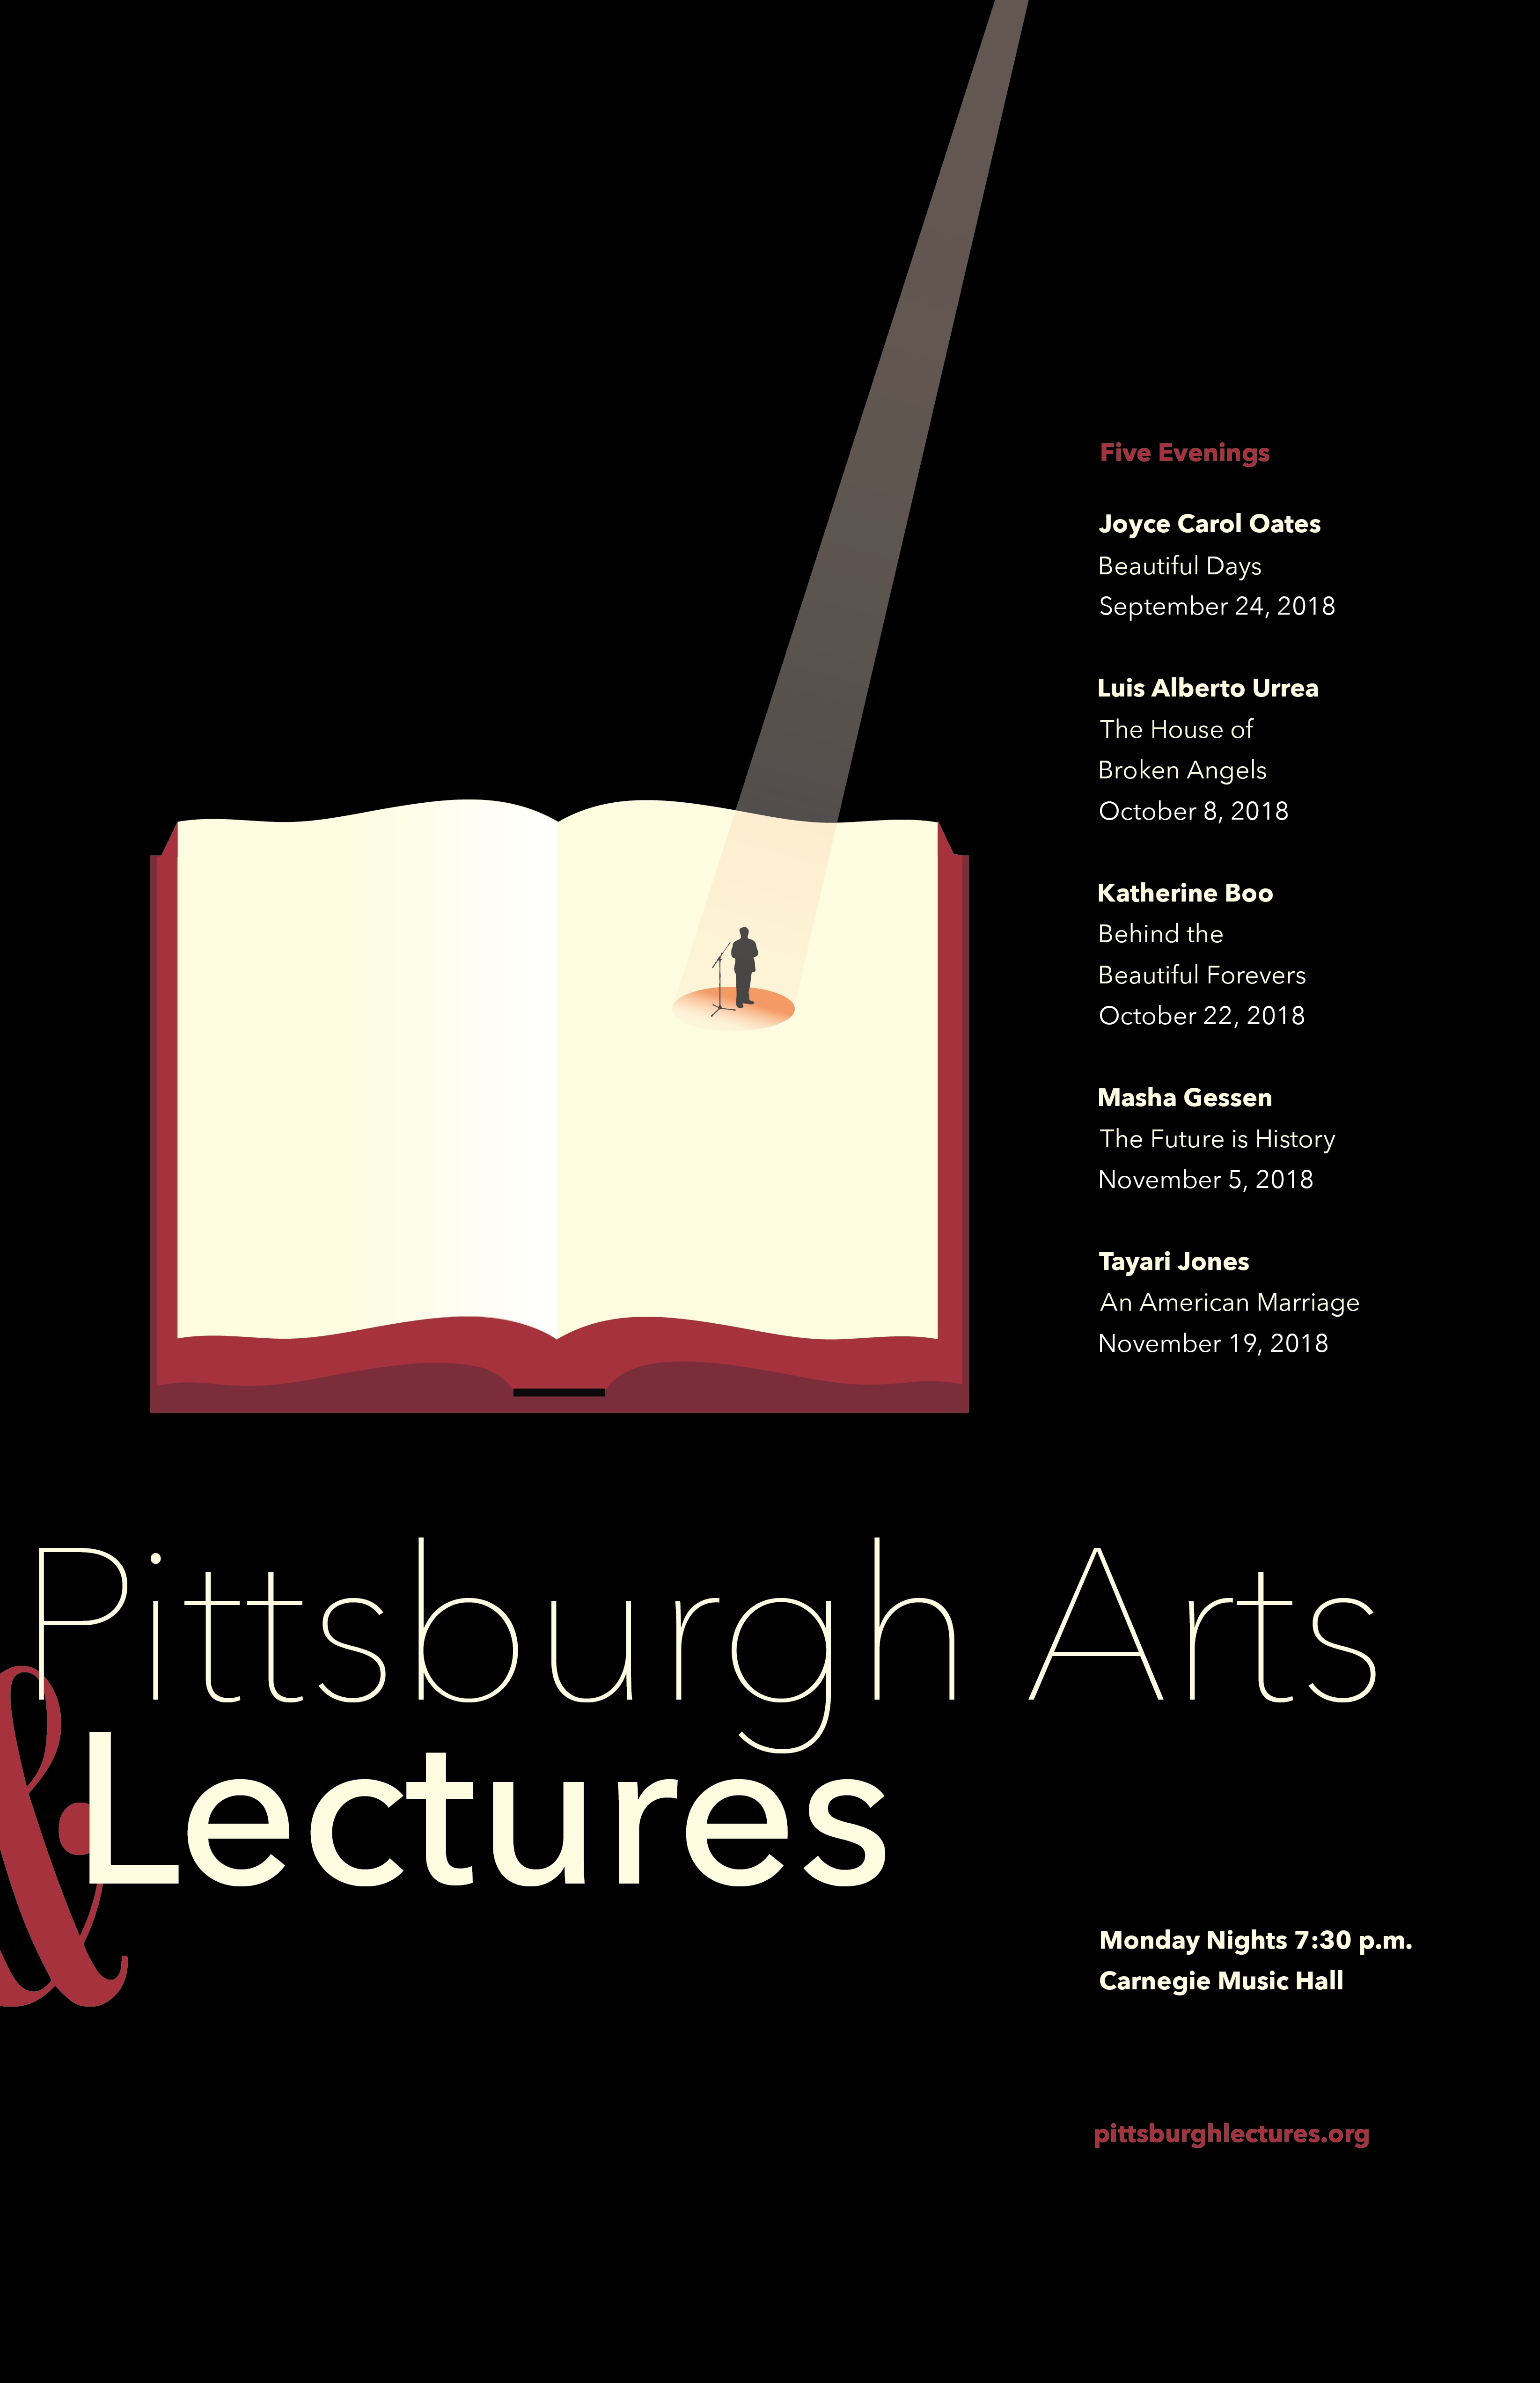 Five Evenings
Joyce Carol Oates
Beautiful Days
September 24, 2018
Luis Alberto Urrea
The House of
Broken Angels
October 8, 2018
Katherine Boo
Behind the
Beautiful Forevers
October 22, 2018
Masha Gessen
The Future is History
November 5, 2018
Tayari Jones
An American Marriage
November 19, 2018
Pittsburgh Arts
& Lectures
Monday Nights 7:30 p.m.
Carnegie Music Hall
pittsburghlectures.org